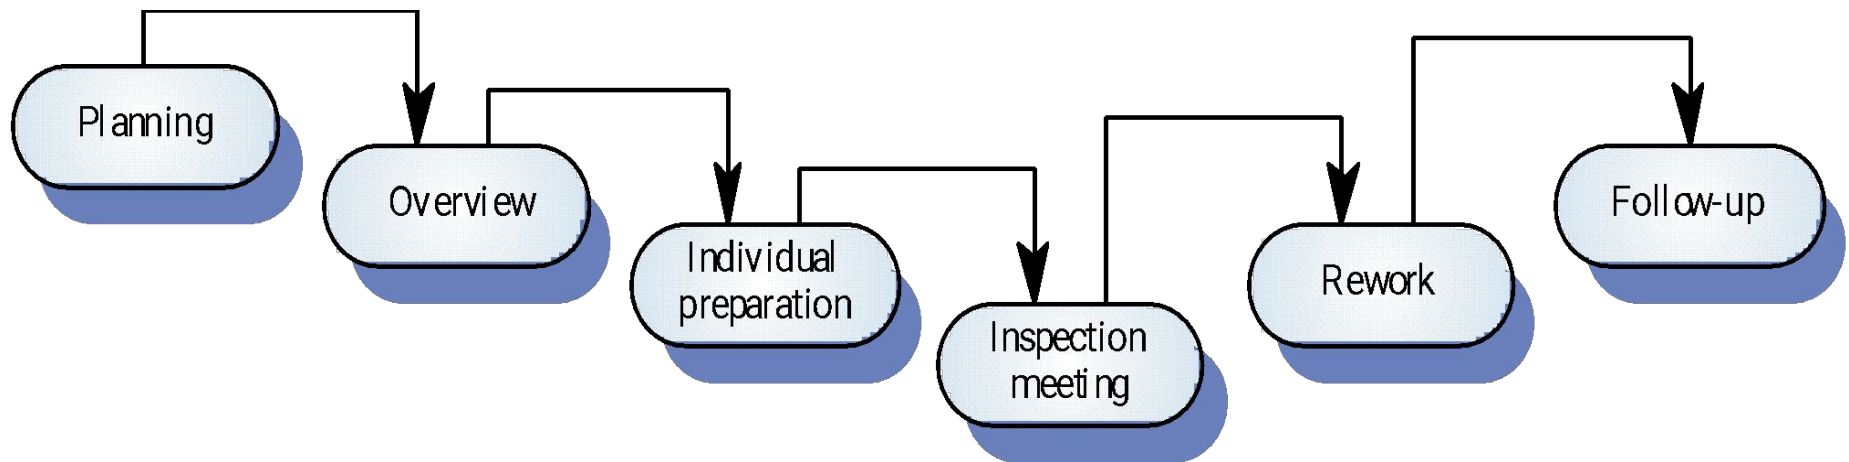 Planning
Overview
Individual
preparation
Inspection
meeting
Rework
Follow-up